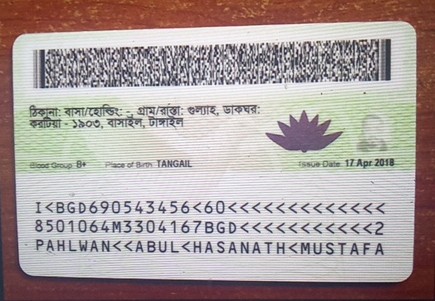 ঠিকানা: বাসা/হোল্ডিং: -, গ্রাম/রাস্তা: গুল্যাহ, ডাকঘর:
করটিয়া - ১৯০৩, বাসাইল, টাঙ্গাইল
Blood Group: B+ Place of Birth: TANGAIL Issue Date: 17 Apr 2018
I<BGD690543456<60<<<<<<<<<<<<<
8501064M3304167BGD<<<<<<<<<<<2
PAHLWAN<<ABUL<HASANATH<MUSTAFA